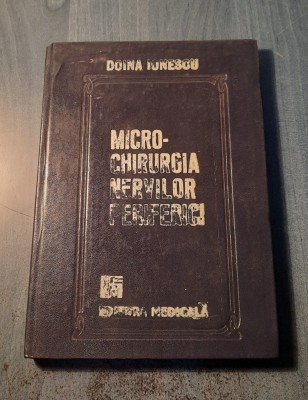 DOINA IONESCU
MICRO-
CHIRURGIA
NERVILOR
PERIFERICI
EDITURA MEDICALĂ